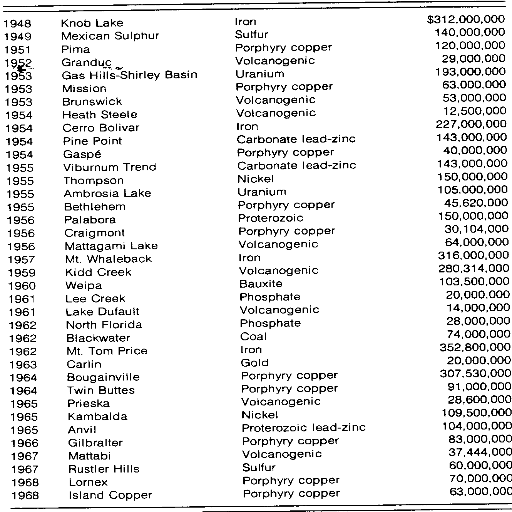 1948 Knob Lake Iron $312.000,000
1949 Mexican Sulphur Sulfur 140,000,000
1951 Pima Porphyry copper 120,000,000
1952 Granduc Volcanogenic 29,000,000
1953 Gas Hills-Shirley Basin Uranium 193,000,000
1953 Mission Porphyry copper 63.000.000
1953 Brunswick Volcanogenic 53,000,000
1954 Heath Steele Volcanogenic 12,500,000
1954 Cerro Bolivar Iron 227,000,000
1954 Pine Point Carbonate lead-zinc 143,000,000
1954 Gaspé Porphyry copper 40,000,000
1955 Viburnum Trend Carbonate lead-zinc 143,000,000
1955 Thompson Nickel 150,000,000
1955 Ambrosia Lake Uranium 105.000,000
1955 Bethlehem Porphyry copper 45.620.000
1956 Palabora Proterozoic 150,000,000
1956 Craigmont Porphyry copper 30,104,000
1956 Mattagami Lake Volcanogenic 64,000,000
1957 Mt. Whaleback Iron 316,000,000
1959 Kidd Creek Volcanogenic 280,314,000
1960 Weipa Bauxite 103,500,000
1961 Lee Creek Phosphate 20,000.000
1961 Lake Dufault Volcanogenic 14,000,000
1962 North Florida Phosphate 28,000,000
1962 Blackwater Coal 74,000,000
1962 Mt. Tom Price Iron 352,800,000
1963 Carlin Gold 20,000.000
1964 Bougainville Porphyry copper 307.530,000
1964 Twin Buttes Porphyry copper 91,000,000
1965 Prieska Volcanogenic 28,600,000
1965 Kambalda Nickel 109,500,000
1965 Anvil Proterozoic lead-zinc 104,000,000
1966 Gilbralter Porphyry copper 83,000,000
1967 Mattabi Volcanogenic 37,444,000
1967 Rustler Hills Sulfur 60.000,000
1968 Lornex Porphyry copper 70,000,000
1968 Island Copper Porphyry copper 63,000,000